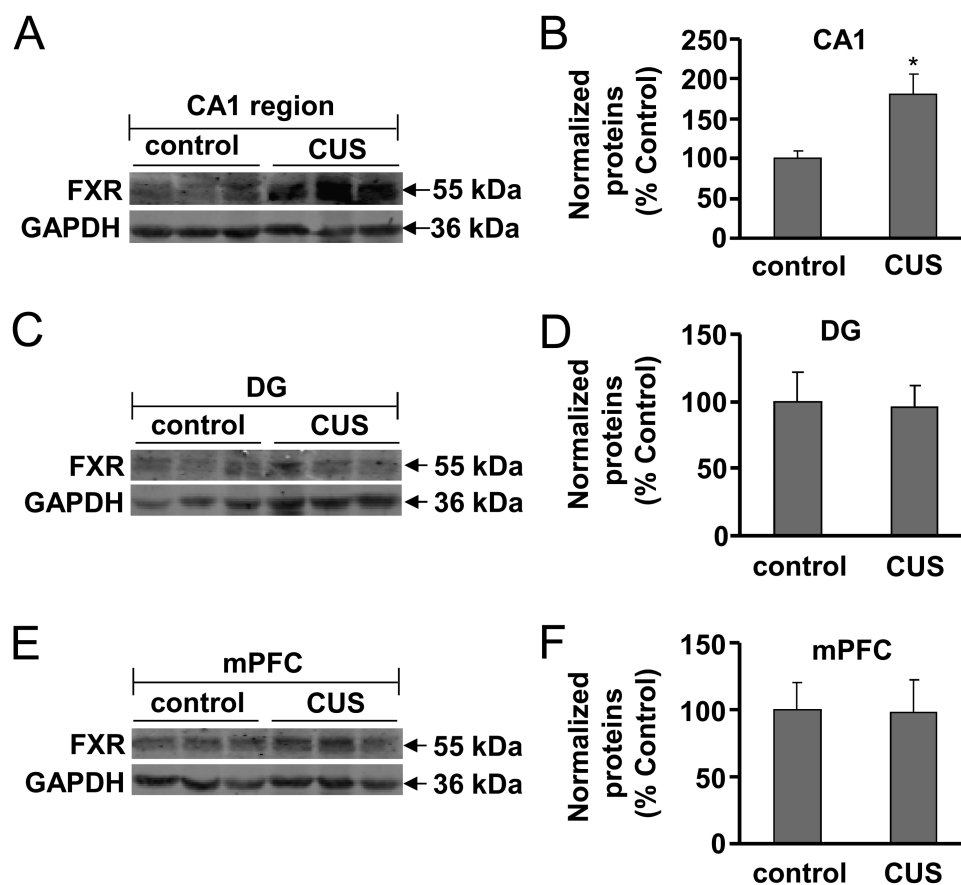 A
CA1 region
control CUS
FXR 55 kDa
GAPDH 36 kDa
B
CA1
Normalized
proteins
(% Control)
250
200
150
100
50
0
*
control CUS
C
DG
control CUS
FXR 55 kDa
GAPDH 36 kDa
D
DG
Normalized
proteins
(% Control)
150
100
50
0
control CUS
E
mPFC
control CUS
FXR 55 kDa
GAPDH 36 kDa
F
mPFC
Normalized
proteins
(% Control)
150
100
50
0
control CUS